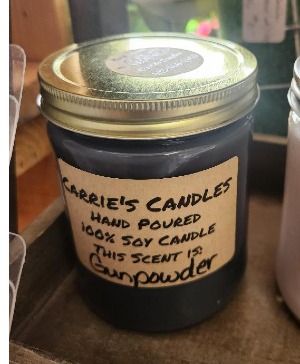 CARRIE'S CANDLES
HAND POURED
100% SOY CANDLE
THIS SCENT IS:
Gunpowder